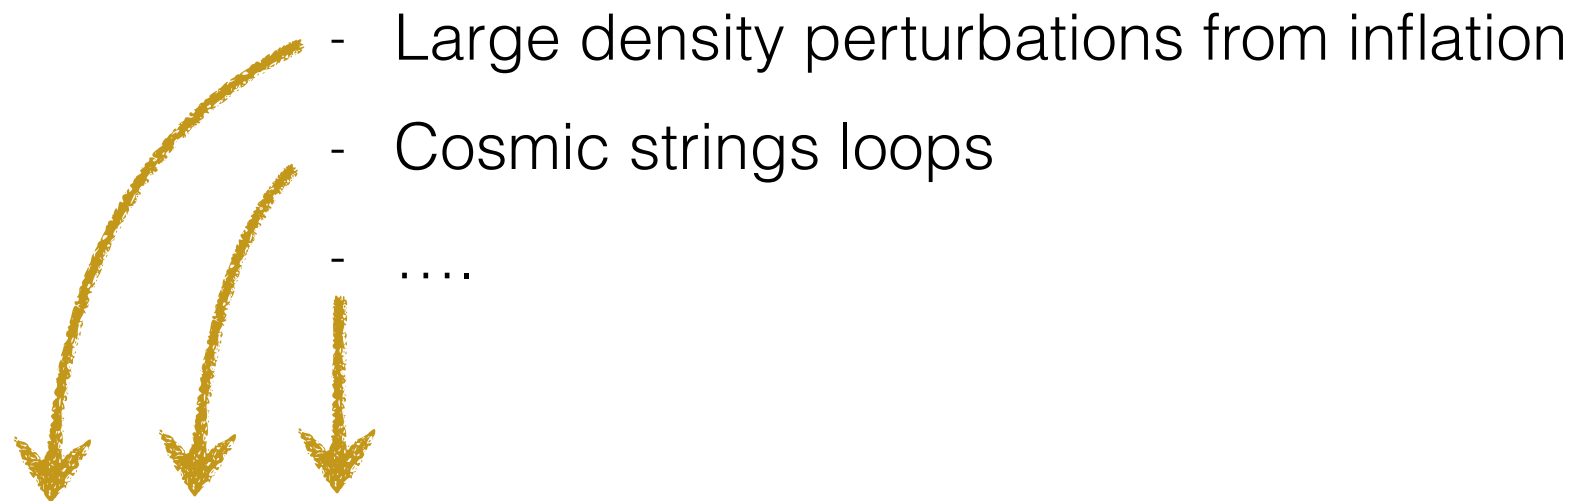 - Large density perturbations from inflation
- Cosmic strings loops
- ....